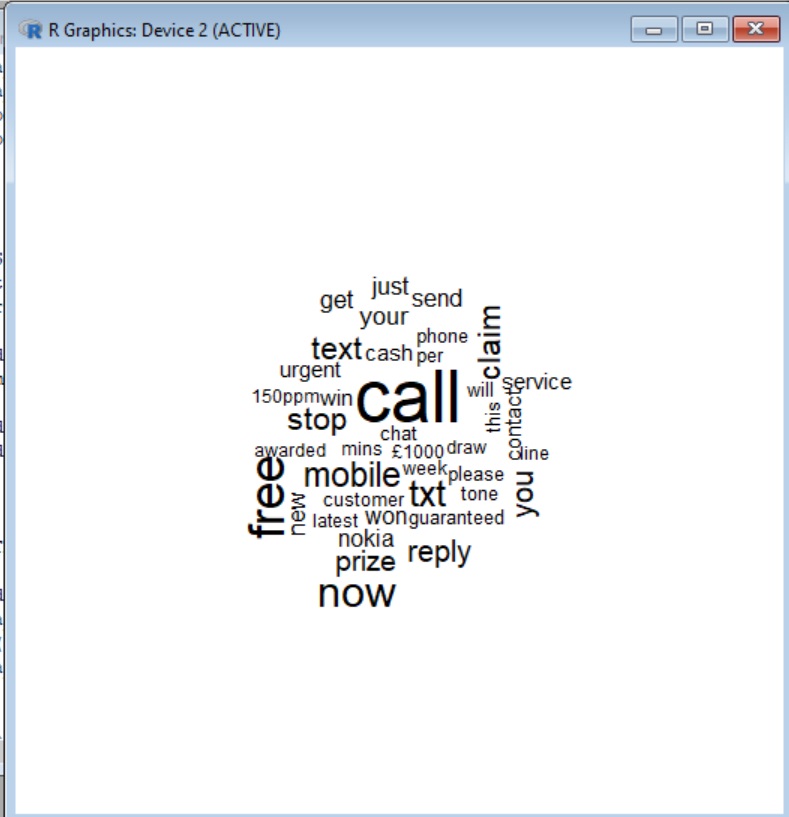 R Graphics: Device 2 (ACTIVE)
just
get
send
your
claim
phone
text
cash
per
urgent
call
service
will
150ppm
win
this
contact
stop
chat
awarded
mins
£1000
draw
line
free
mobile
week
please
you
new
customer
txt
tone
latest
won
guaranteed
nokia
prize
reply
now